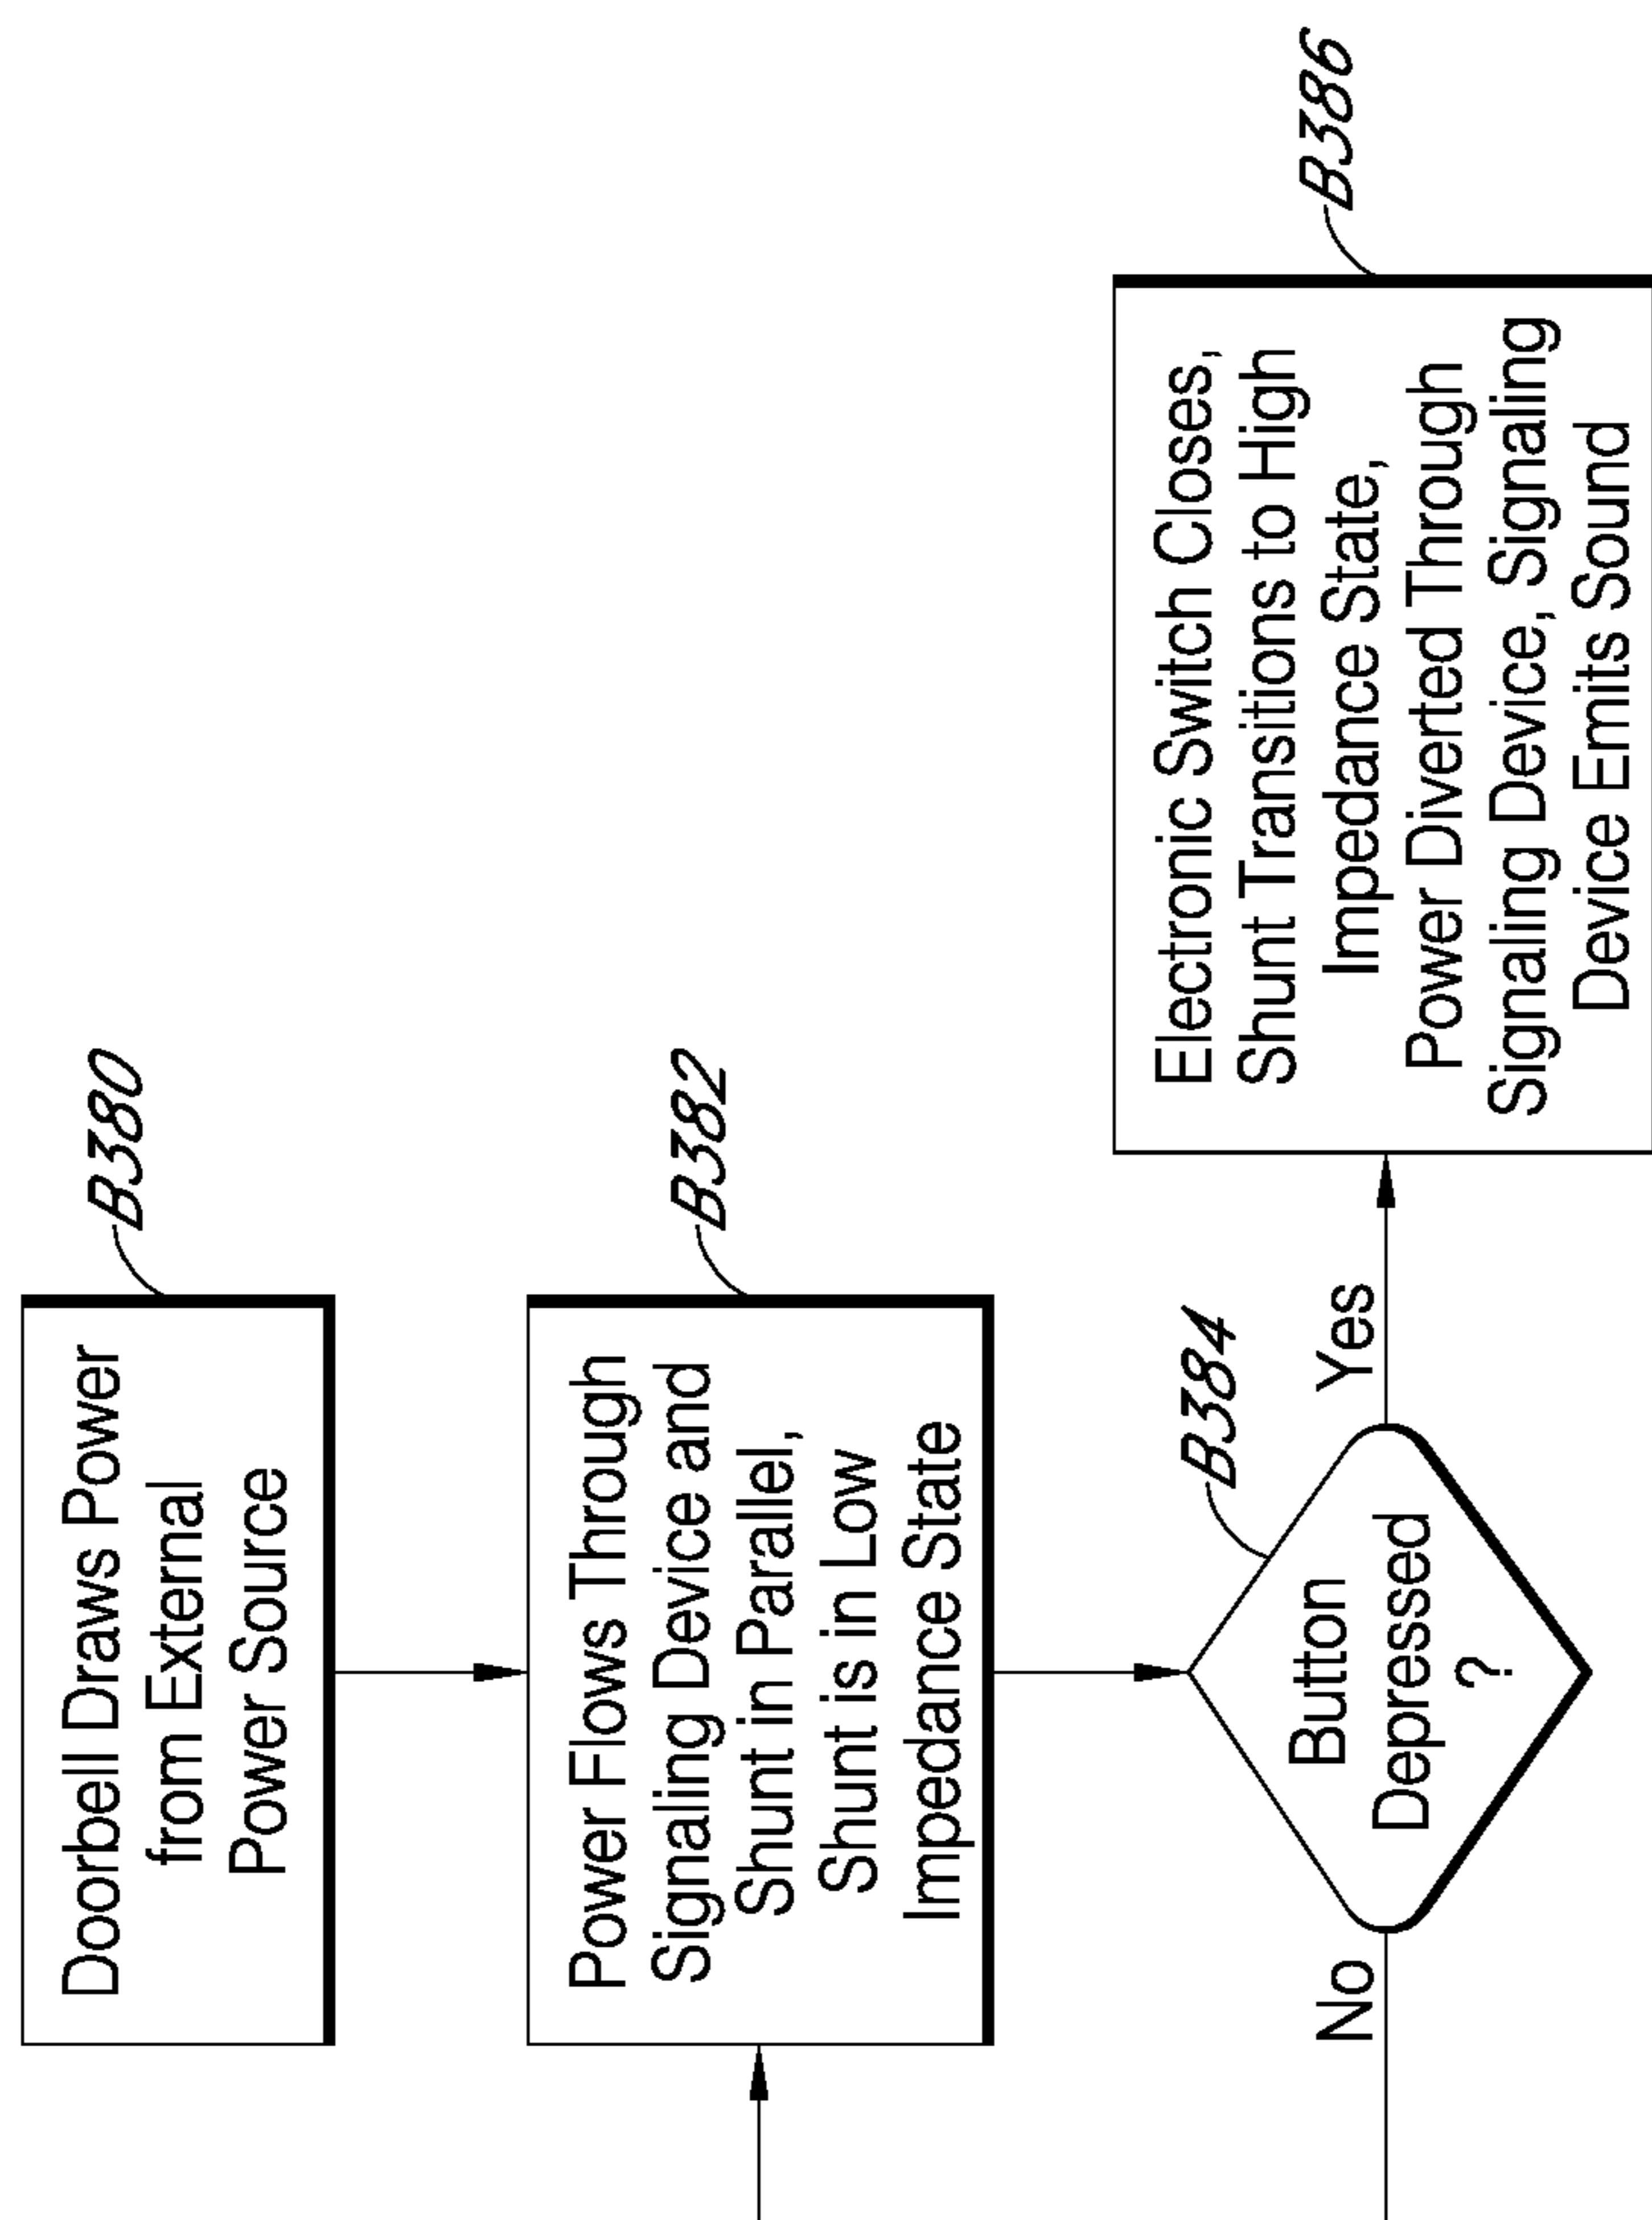 B380
Doorbell Draws Power
from External
Power Source
B382
Power Flows Through
Signaling Device and
Shunt in Parallel,
Shunt is in Low
Impedance State
B384
Button
Depressed
?
No
Yes
B386
Electronic Switch Closes,
Shunt Transitions to High
Impedance State,
Power Diverted Through
Signaling Device, Signaling
Device Emits Sound